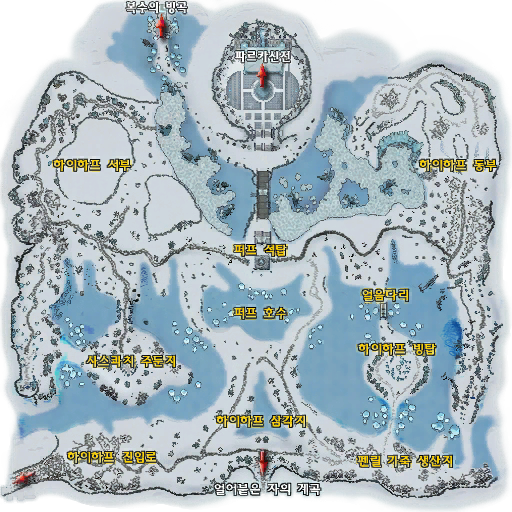 복수의 빙곡
파르카신전
하이하프 서부
하이하프 동부
퍼프 석탑
얼음다리
퍼프 호수
하이하프 빙탑
사스콰치 주둔지
하이하프 삼각지
하이하프 진입로
펜릴 가죽 생산지
얼어붙은 자의 계곡